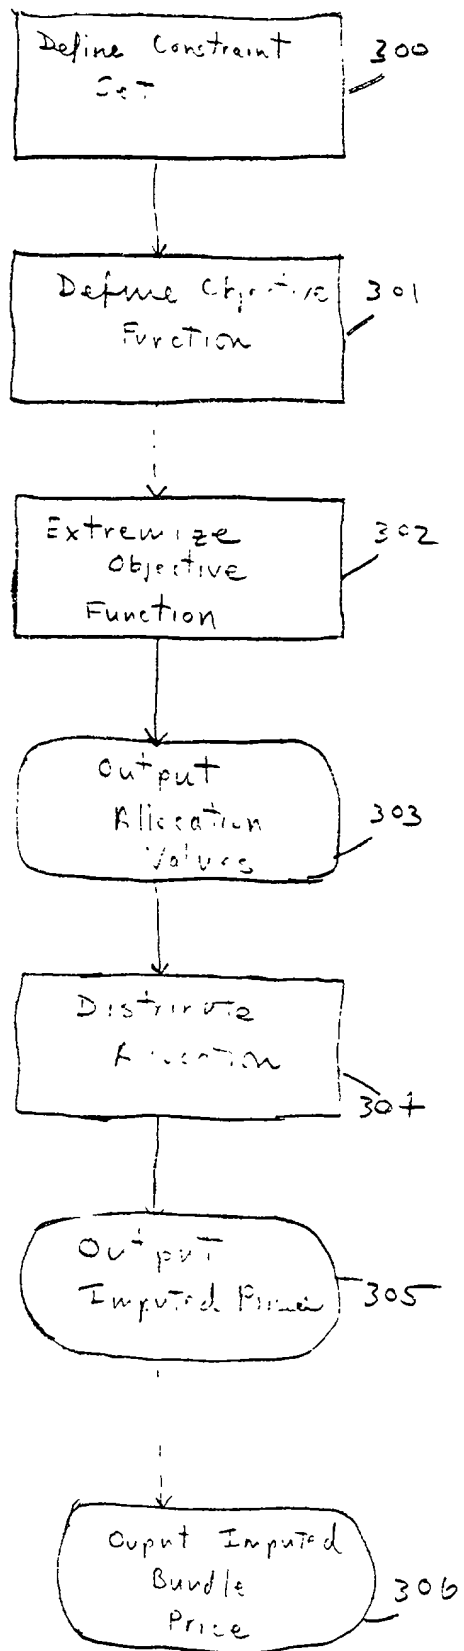 Define Constraint
Set
300
Define Objective
Function
301
Extremize
Objective
Function
302
Output
Allocation
Values
303
Distribute
Allocation
304
Output
Imputed Prices
305
Ouput Imputed
Bundle
Price
306